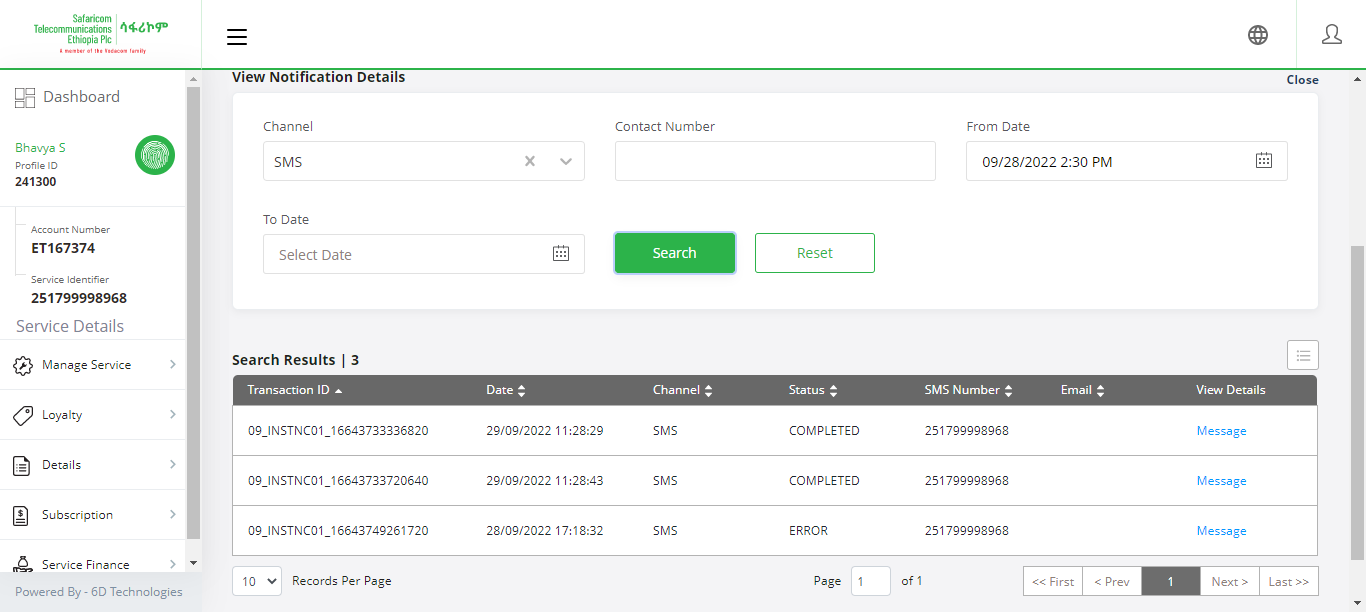 Safaricom
Telecommunications
Ethiopia Plc
ሳፋሪኮም
A member of the Vodacom family
Dashboard
Bhavya S
Profile ID
241300
Account Number
ET167374
Service Identifier
251799998968
Service Details
Manage Service
Loyalty
Details
Subscription
Service Finance
Powered By - 6D Technologies
View Notification Details
Close
Channel
Contact Number
From Date
SMS
09/28/2022 2:30 PM
To Date
Select Date
Search
Reset
Search Results | 3
Transaction ID Date Channel Status SMS Number Email View Details
09_INSTNC01_16643733336820 29/09/2022 11:28:29 SMS COMPLETED 251799998968 Message
09_INSTNC01_16643733720640 29/09/2022 11:28:43 SMS COMPLETED 251799998968 Message
09_INSTNC01_16643749261720 28/09/2022 17:18:32 SMS ERROR 251799998968 Message
10 Records Per Page Page 1 of 1 << First < Prev 1 Next > Last >>